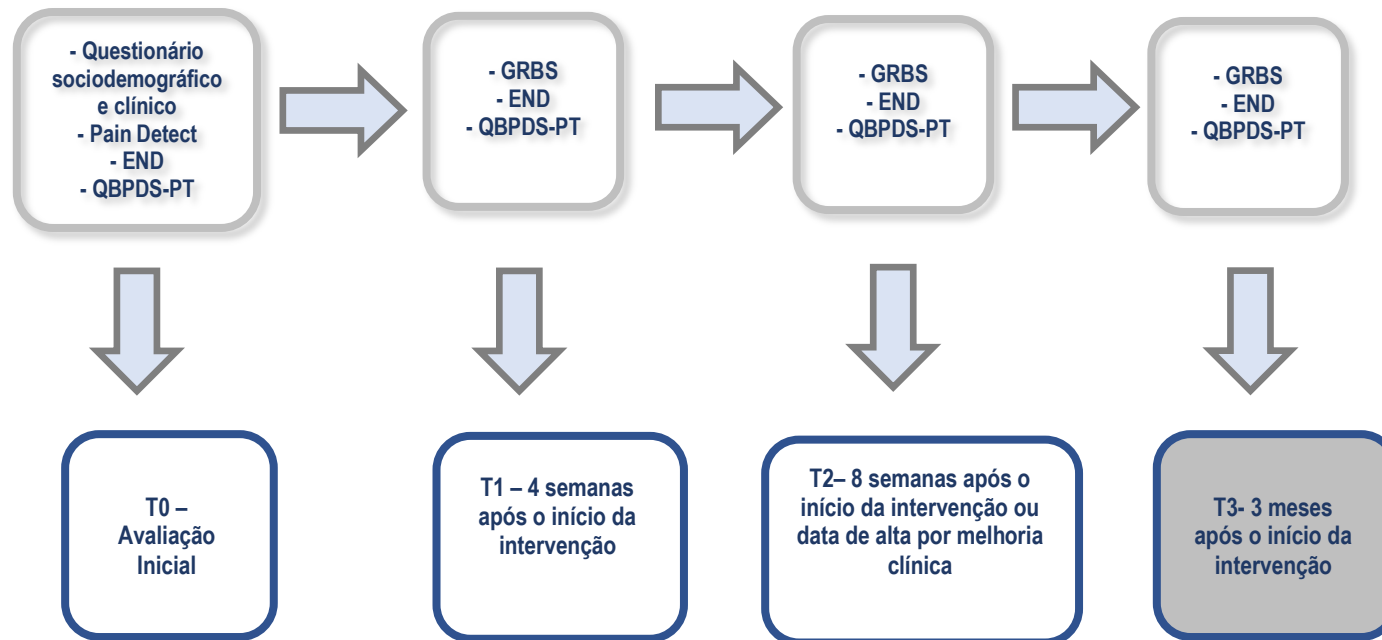 - Questionário
sociodemográfico
e clínico
- Pain Detect
- END
- QBPDS-PT
- GRBS
- END
- QBPDS-PT
- GRBS
- END
- QBPDS-PT
- GRBS
- END
- QBPDS-PT
T0 –
Avaliação
Inicial
T1 – 4 semanas
após o início da
intervenção
T2– 8 semanas após o
início da intervenção ou
data de alta por melhoria
clínica
T3- 3 meses
após o início da
intervenção